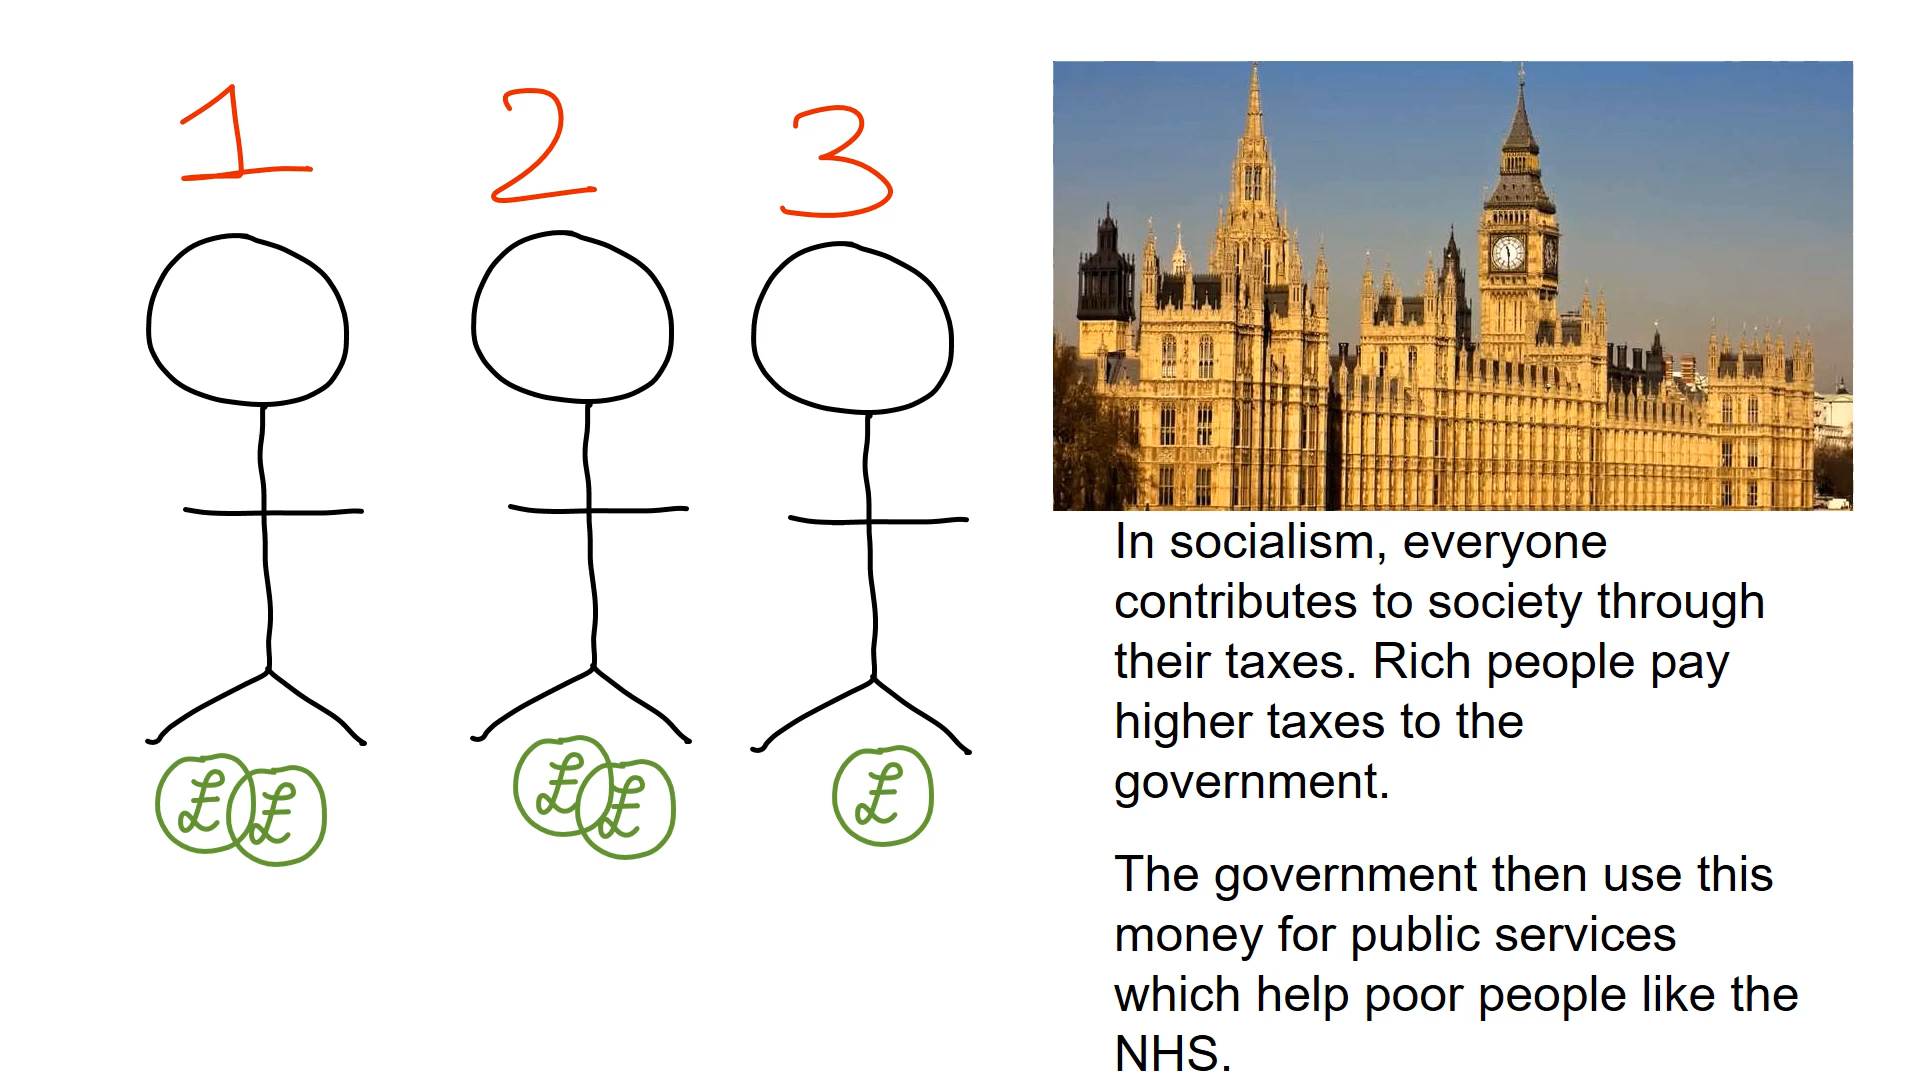 1 2 3
£ £ £ £ £
In socialism, everyone
contributes to society through
their taxes. Rich people pay
higher taxes to the
government.
The government then use this
money for public services
which help poor people like the
NHS.